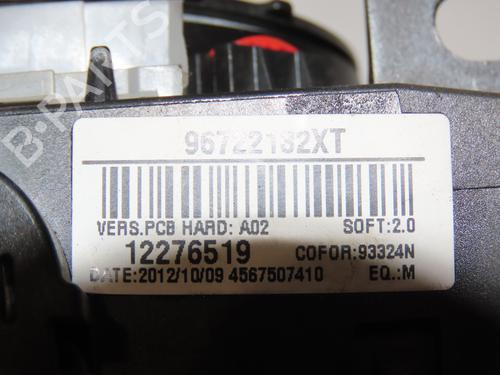 B-PARTS
96722182XT
VERS.PCB HARD: A02 SOFT:2.0
12276519 COFOR:93324N
DATE:2012/10/09 4567507410 EQ.:M